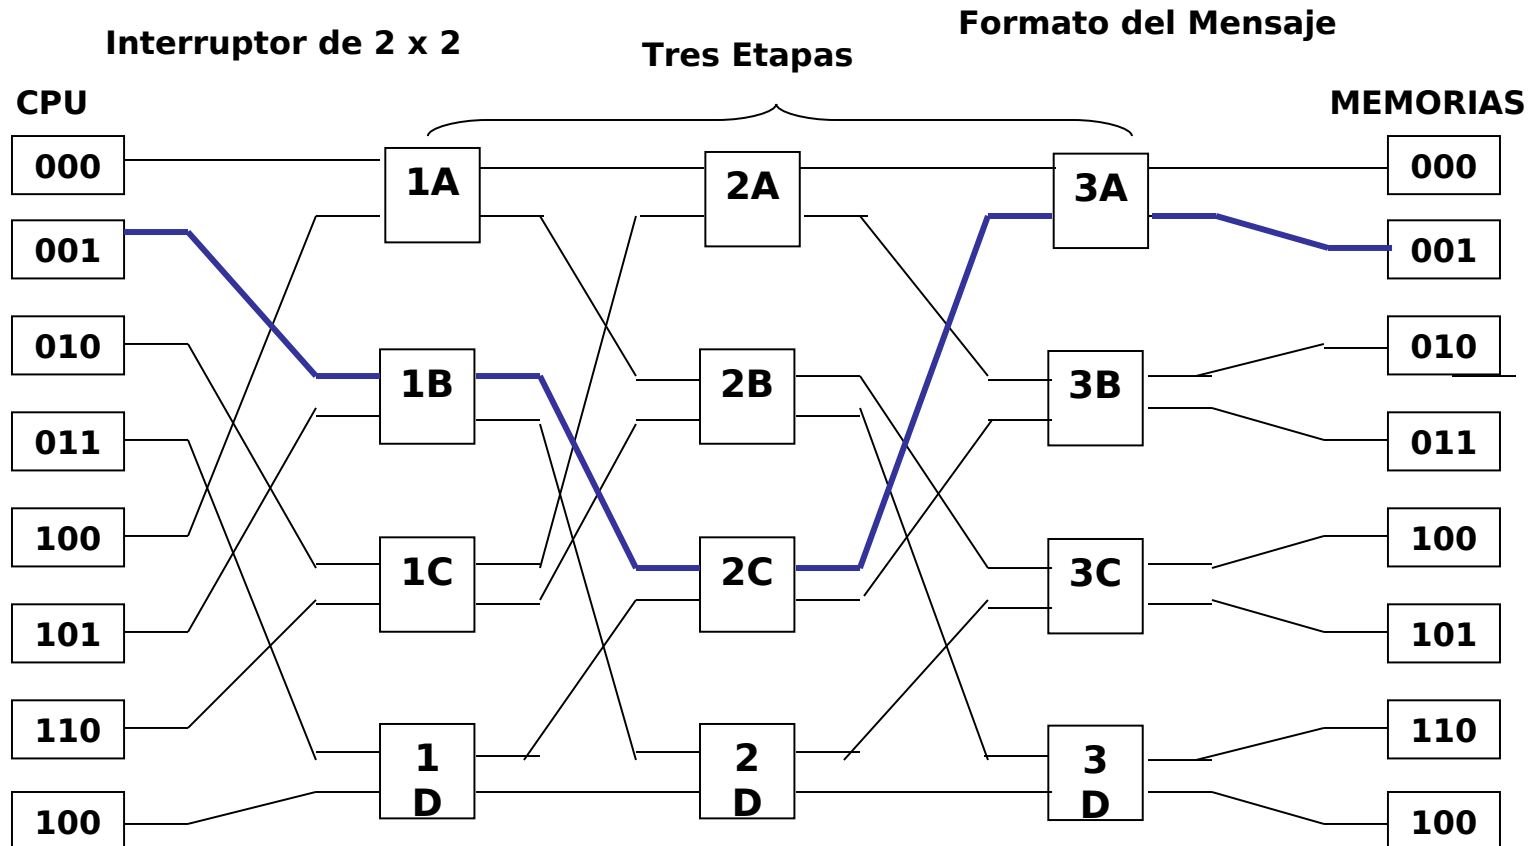 Formato del Mensaje
Interruptor de 2 x 2
Tres Etapas
CPU
MEMORIAS
000
1A
2A
3A
000
001
001
010
1B
2B
3B
010
011
011
100
1C
2C
3C
100
101
101
110
1
D
2
D
3
D
110
100
100